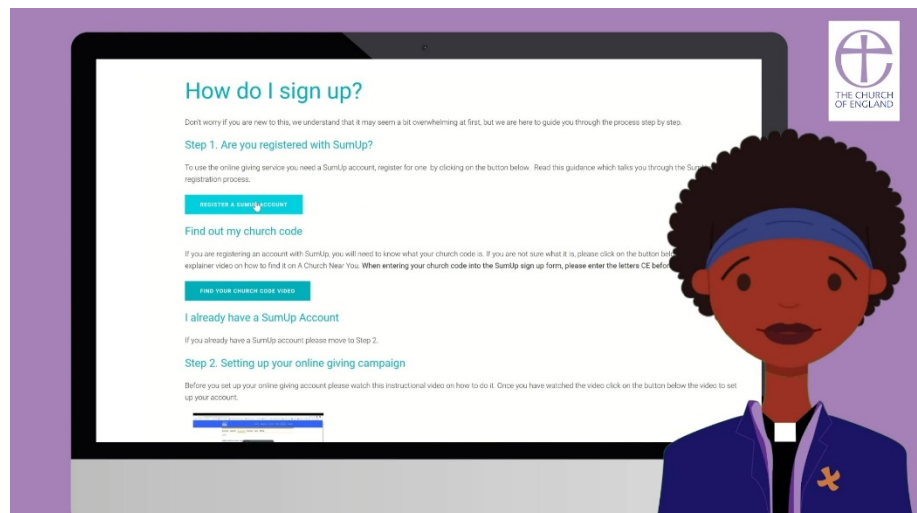 THE CHURCH
OF ENGLAND
How do I sign up?
Don't worry if you are new to this, we understand that it may seem a bit overwhelming at first, but we are here to guide you through the process step by step.
Step 1. Are you registered with SumUp?
To use the online giving service you need a SumUp account, register for one by clicking on the button below. Read this guidance which talks you through the
registration process.
REGISTER A SUMUP ACCOUNT
Find out my church code
If you are registering an account with SumUp, you will need to know what your church code is. If you are not sure what it is, please click on the button
explainer video on how to find it on A Church Near You. When entering your church code into the SumUp sign up form, please enter the letters CE
FIND YOUR CHURCH CODE VIDEO
I already have a SumUp Account
If you already have a SumUp account please move to Step 2.
Step 2. Setting up your online giving campaign
Before you set up your online giving account please watch this instructional video on how to do it. Once you have watched the video click on the button below the video to set
up your account.